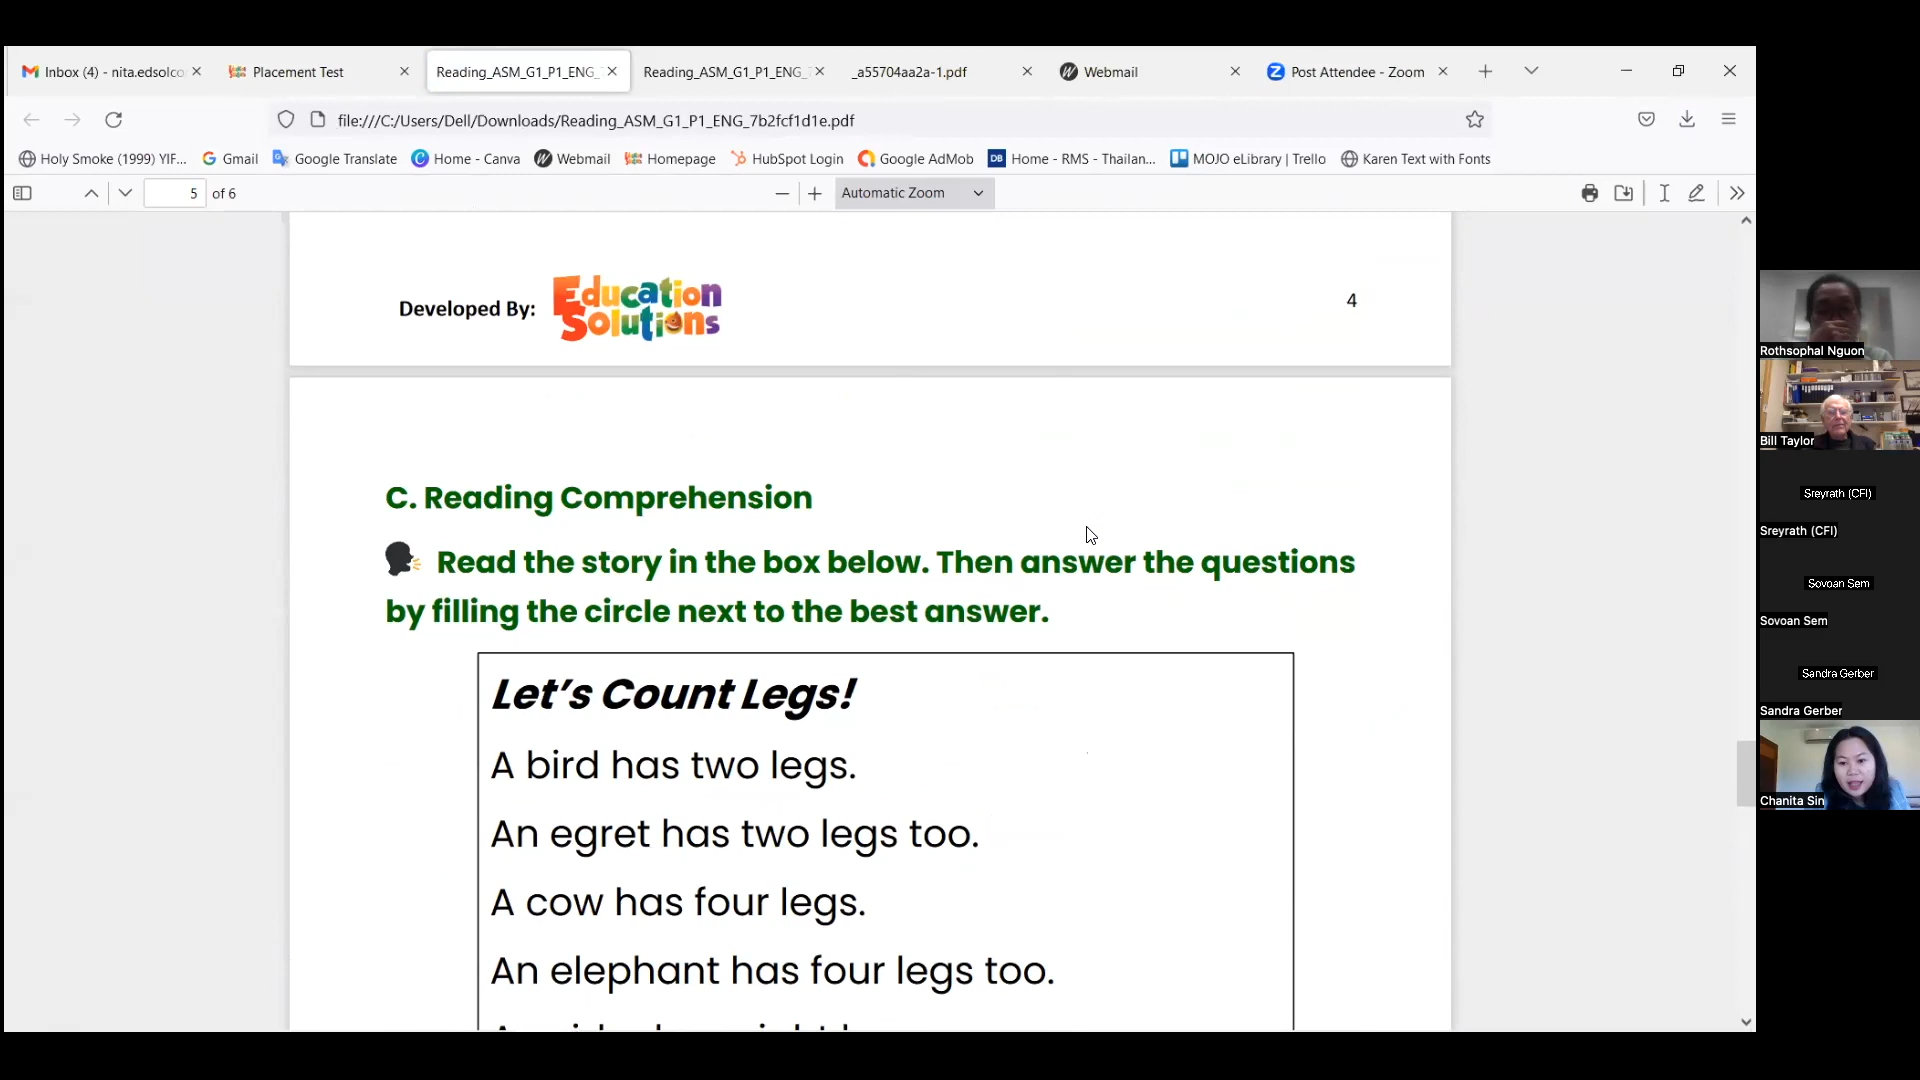 Inbox (4) - nita.edsolco
Placement Test
Reading_ASM_G1_P1_ENG_
Reading_ASM_G1_P1_ENG_
_a55704aa2a-1.pdf
Webmail
Post Attendee - Zoom
file:///C:/Users/Dell/Downloads/Reading_ASM_G1_P1_ENG_7b2fcf1d1e.pdf
Holy Smoke (1999) YIF...
Gmail
Google Translate
Home - Canva
Webmail
Homepage
HubSpot Login
Google AdMob
DB
Home - RMS - Thailan...
MOJO eLibrary | Trello
Karen Text with Fonts
5 of 6
Automatic Zoom
Developed By:
Education
Solutions
4
C. Reading Comprehension
Read the story in the box below. Then answer the questions
by filling the circle next to the best answer.
Let's Count Legs!
A bird has two legs.
An egret has two legs too.
A cow has four legs.
An elephant has four legs too.
Rothsophal Nguon
Bill Taylor
Sreyrath (CFI)
Sreyrath (CFI)
Sovoan Sem
Sovoan Sem
Sandra Gerber
Sandra Gerber
Chanita Sin